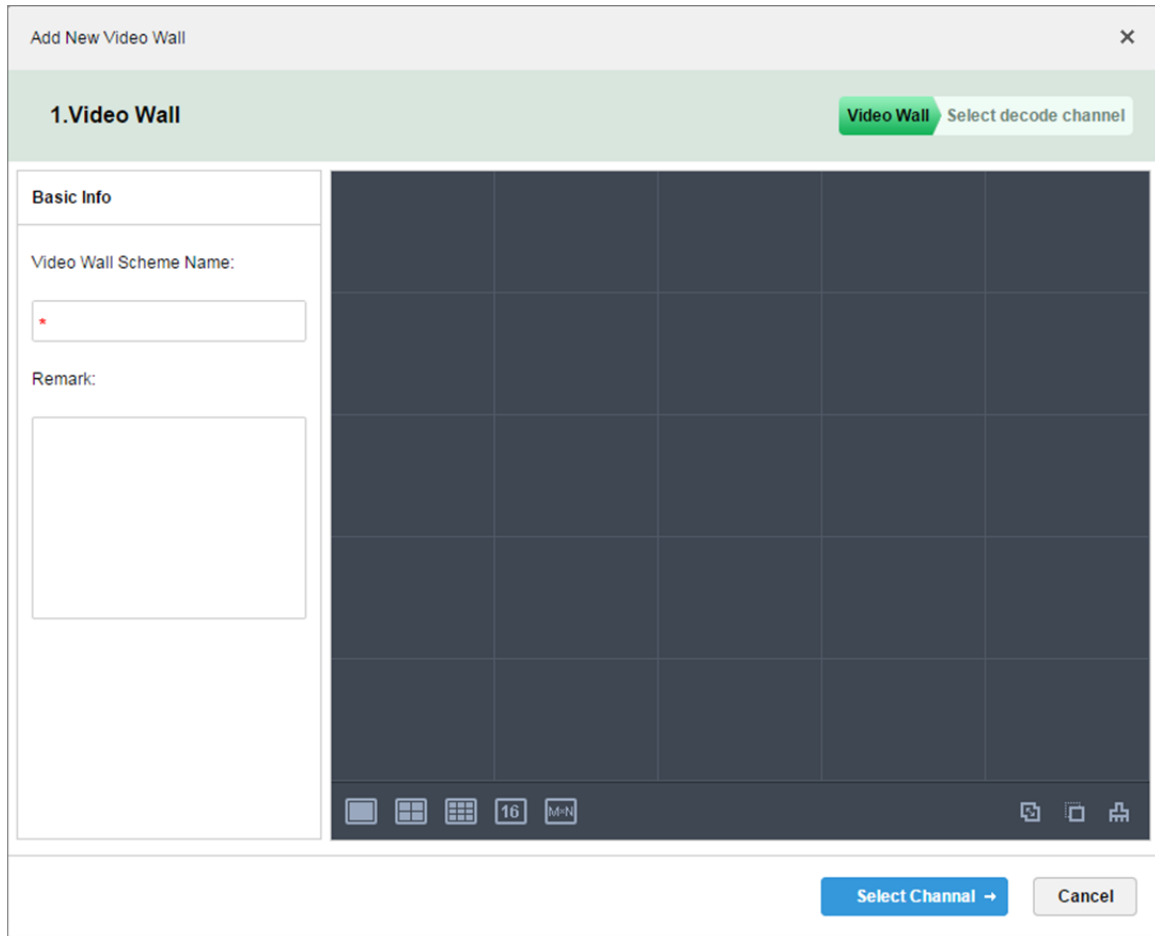 Add New Video Wall
1.Video Wall
Video Wall Select decode channel
Basic Info
Video Wall Scheme Name:
*
Remark:
16 M×N
Select Channal →
Cancel